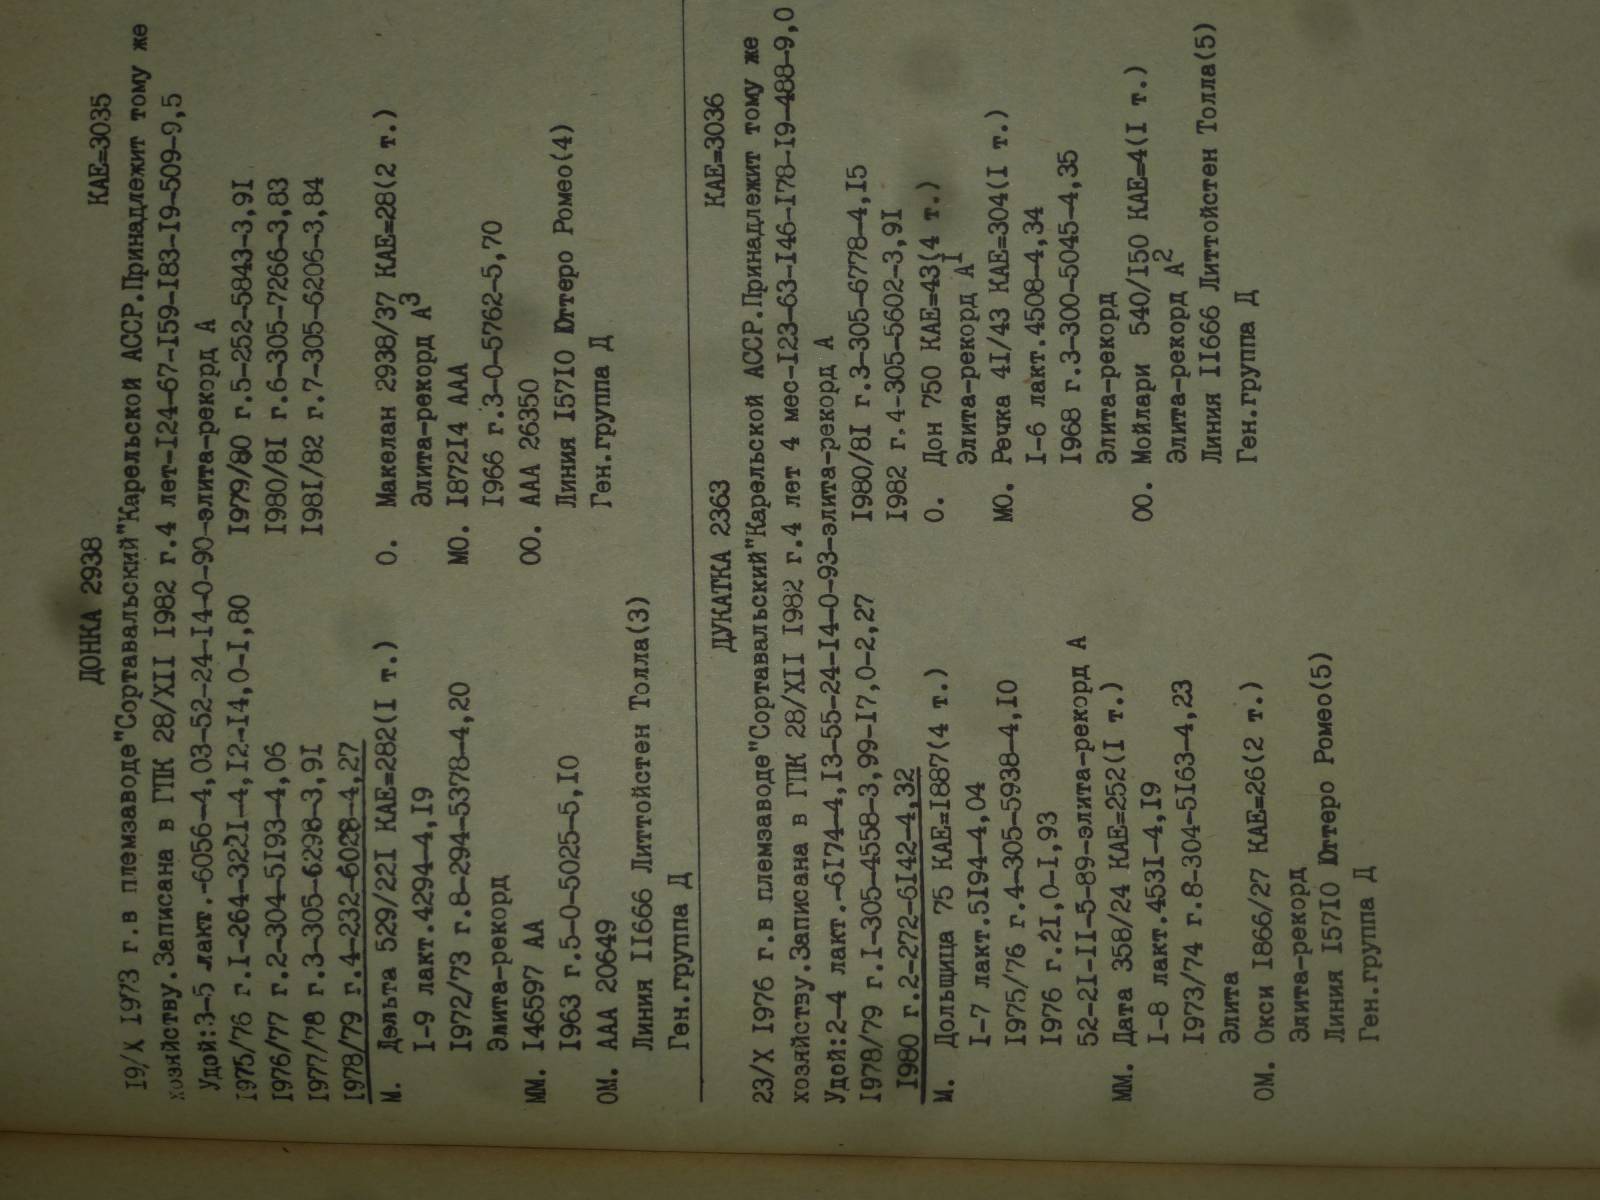 ДОНКА 2938 КАЕ=3035
I9/X I973 г.в племзаводе"Сортавальский"Карельской АССР.Принадлежит тому же
хозяйству.Записана в ГПК 28/XII I982 г.4 лет-I24-67-I59-I83-I9-509-9,5
Удой:3-5 лакт.-6056-4,03-52-24-I4-0-90-элита-рекорд А
I975/76 г.I-264-322I-4,I2-I4,0-I,80 I979/80 г.5-252-5843-3,9I
I976/77 г.2-304-5I93-4,06 I980/8I г.6-305-7266-3,83
I977/78 г.3-305-6298-3,9I I98I/82 г.7-305-6206-3,84
I978/79 г.4-232-6028-4,27
М. Дельта 529/22I КАЕ=282(I т.)
I-9 лакт.4294-4,I9
I972/73 г.8-294-5378-4,20
Элита-рекорд
ММ. I46597 АА
I963 г.5-0-5025-5,I0
ОМ. ААА 20649
Линия II666 Литтойстен Толла(3)
Ген.группа Д
О. Макелан 2938/37 КАЕ=28(2 т.)
Элита-рекорд А³
МО. I872I4 ААА
I966 г.3-0-5762-5,70
ОО. ААА 26350
Линия I57I0 Юттеро Ромео(4)
Ген.группа Д
ДУКАТКА 2363 КАЕ=3036
23/X I976 г.в племзаводе"Сортавальский"Карельской АССР.Принадлежит тому же
хозяйству.Записана в ГПК 28/XII I982 г.4 лет 4 мес-I23-63-I46-I78-I9-488-9,0
Удой:2-4 лакт.-6I74-4,I3-55-24-I4-0-93-элита-рекорд А
I978/79 г.I-305-4558-3,99-I7,0-2,27 I980/8I г.3-305-6778-4,I5
I980 г.2-272-6I42-4,32 I982 г.4-305-5602-3,9I
М. Дольщица 75 КАЕ=I887(4 т.)
I-7 лакт.5I94-4,04
I975/76 г.4-305-5938-4,I0
I976 г.2I,0-I,93
52-2I-II-5-89-элита-рекорд А
ММ. Дата 358/24 КАЕ=252(I т.)
I-8 лакт.453I-4,I9
I973/74 г.8-304-5I63-4,23
Элита
ОМ. Окси I866/27 КАЕ=26(2 т.)
Элита-рекорд
Линия I57I0 Юттеро Ромео(5)
Ген.группа Д
О. Дон 750 КАЕ=43(4 т.)
Элита-рекорд А¹
МО. Речка 4I/43 КАЕ=304(I т.)
I-6 лакт.4508-4,34
I968 г.3-300-5045-4,35
Элита-рекорд
ОО. Мойлари 540/I50 КАЕ=4(I т.)
Элита-рекорд А²
Линия II666 Литтойстен Толла(5)
Ген.группа Д